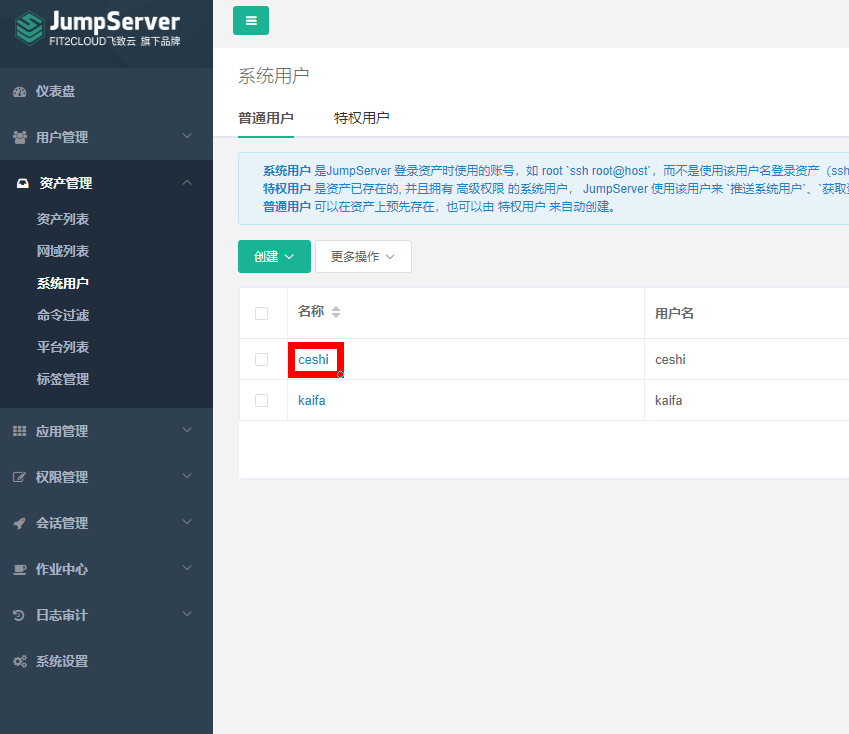 JumpServer
FIT2CLOUD飞致云 旗下品牌
仪表盘
用户管理
资产管理
资产列表
网域列表
系统用户
命令过滤
平台列表
标签管理
应用管理
权限管理
会话管理
作业中心
日志审计
系统设置
系统用户
普通用户 特权用户
系统用户 是JumpServer 登录资产时使用的账号，如 root `ssh root@host`，而不是使用该用户名登录资产（ssh
特权用户 是资产已存在的, 并且拥有 高级权限 的系统用户， JumpServer 使用该用户来 `推送系统用户`、`获取
普通用户 可以在资产上预先存在，也可以由 特权用户 来自动创建。
创建 更多操作
名称 用户名
ceshi ceshi
kaifa kaifa